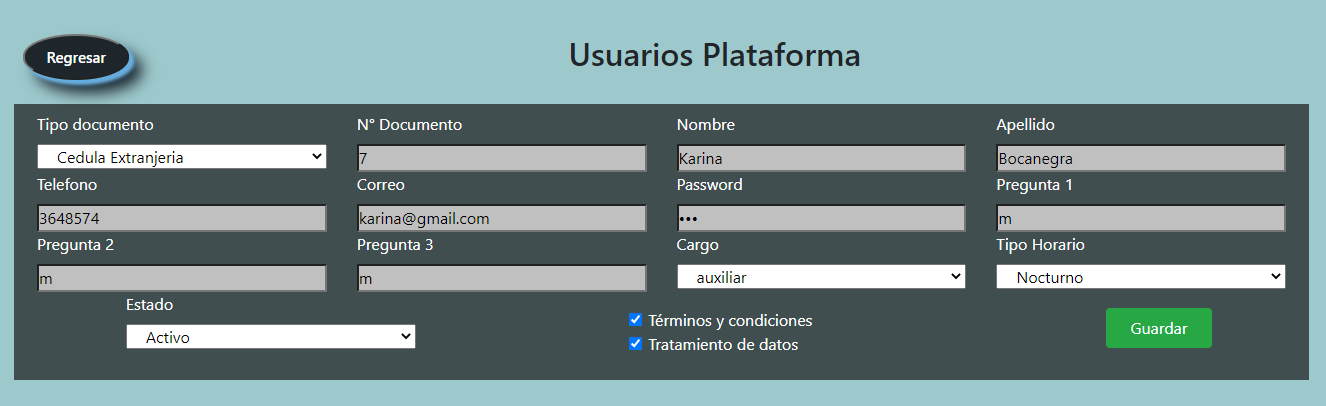 Regresar
Usuarios Plataforma
Tipo documento N° Documento Nombre Apellido
Cedula Extranjeria 7 Karina Bocanegra
Telefono Correo Password Pregunta 1
3648574 karina@gmail.com ••• m
Pregunta 2 Pregunta 3 Cargo Tipo Horario
m m auxiliar Nocturno
Estado
Activo
Términos y condiciones
Tratamiento de datos
Guardar